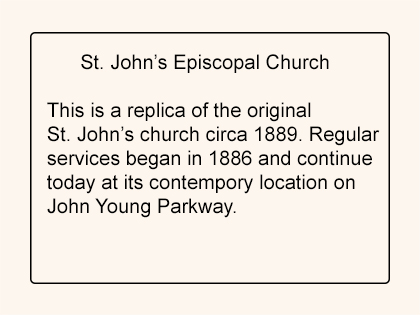 St. John's Episcopal Church
This is a replica of the original
St. John's church circa 1889. Regular
services began in 1886 and continue
today at its contempory location on
John Young Parkway.